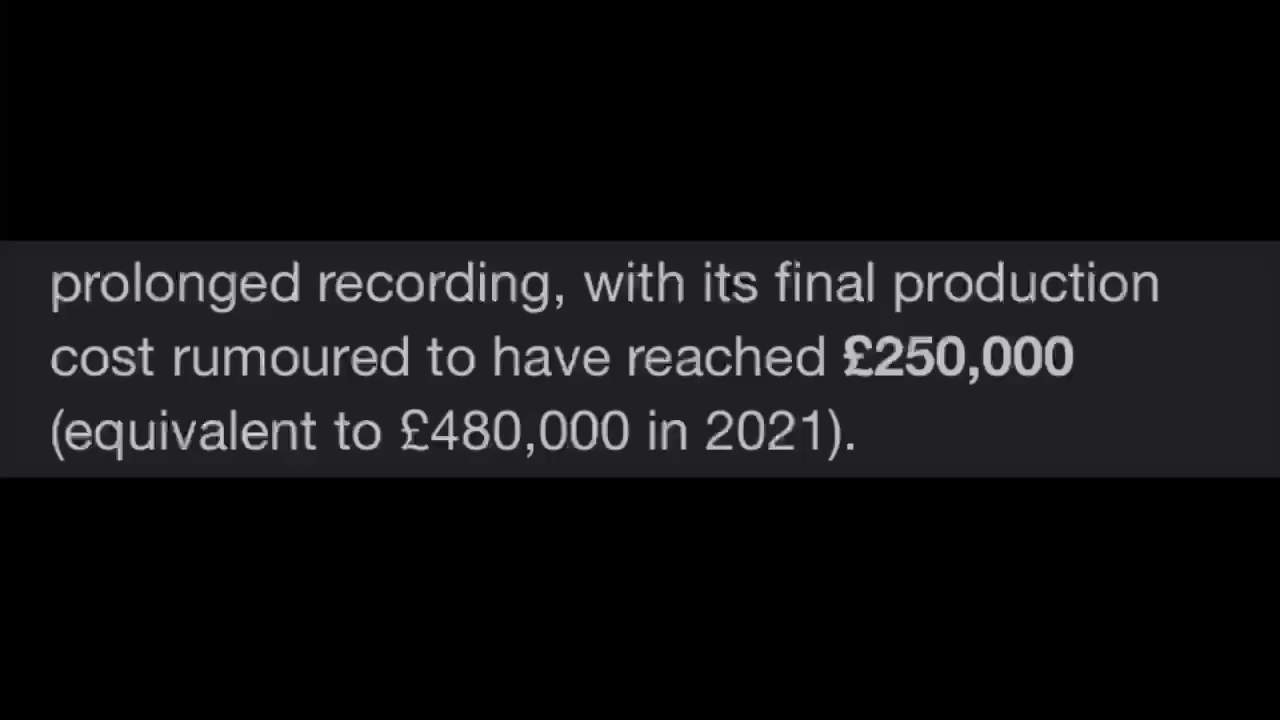 prolonged recording, with its final production
cost rumoured to have reached £250,000
(equivalent to £480,000 in 2021).